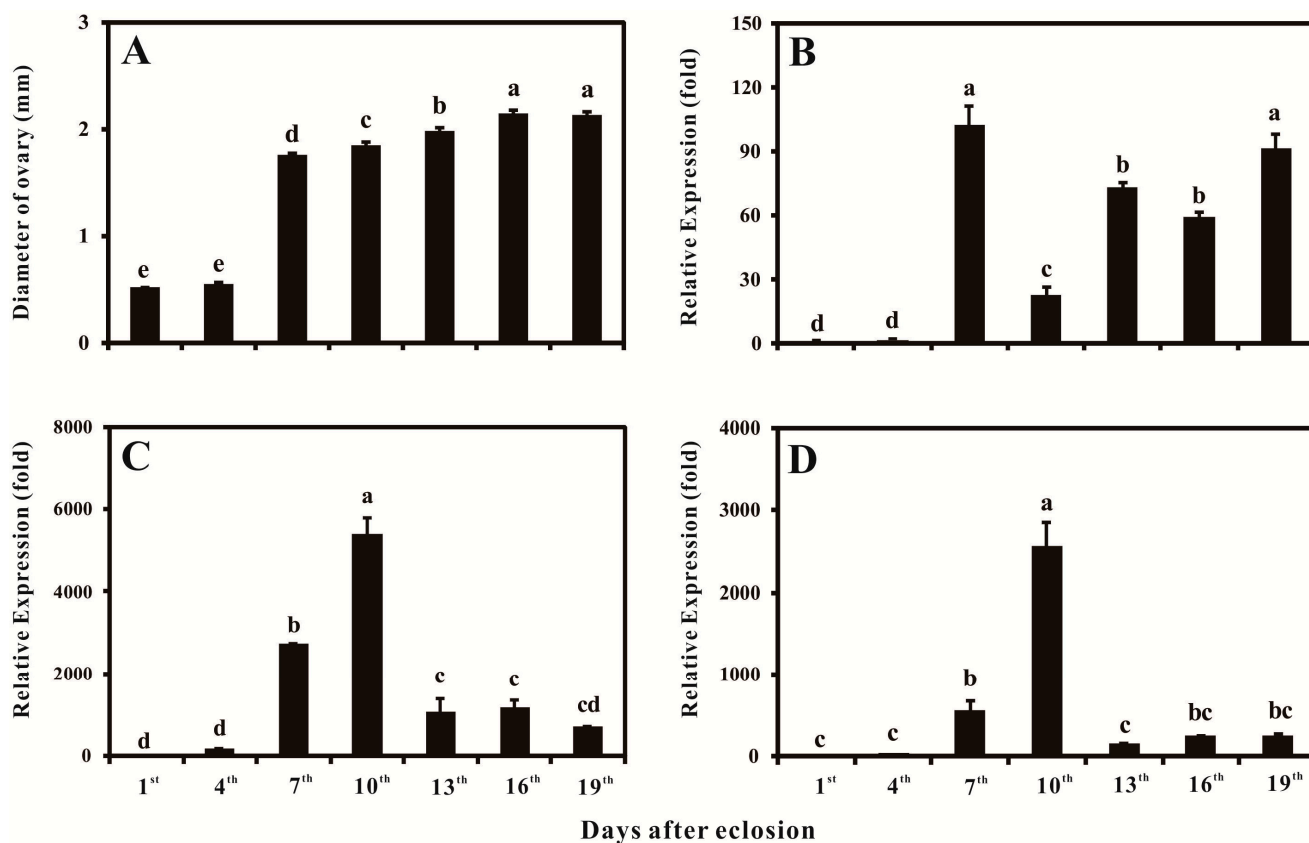 A
Diameter of ovary (mm)
3
2
1
0
e e d c b a a
B
Relative Expression (fold)
150
120
90
60
30
0
d d a c b b a
C
Relative Expression (fold)
8000
6000
4000
2000
0
d d b a c c cd
1st 4th 7th 10th 13th 16th 19th
D
Relative Expression (fold)
4000
3000
2000
1000
0
c c b a c bc bc
1st 4th 7th 10th 13th 16th 19th
Days after eclosion